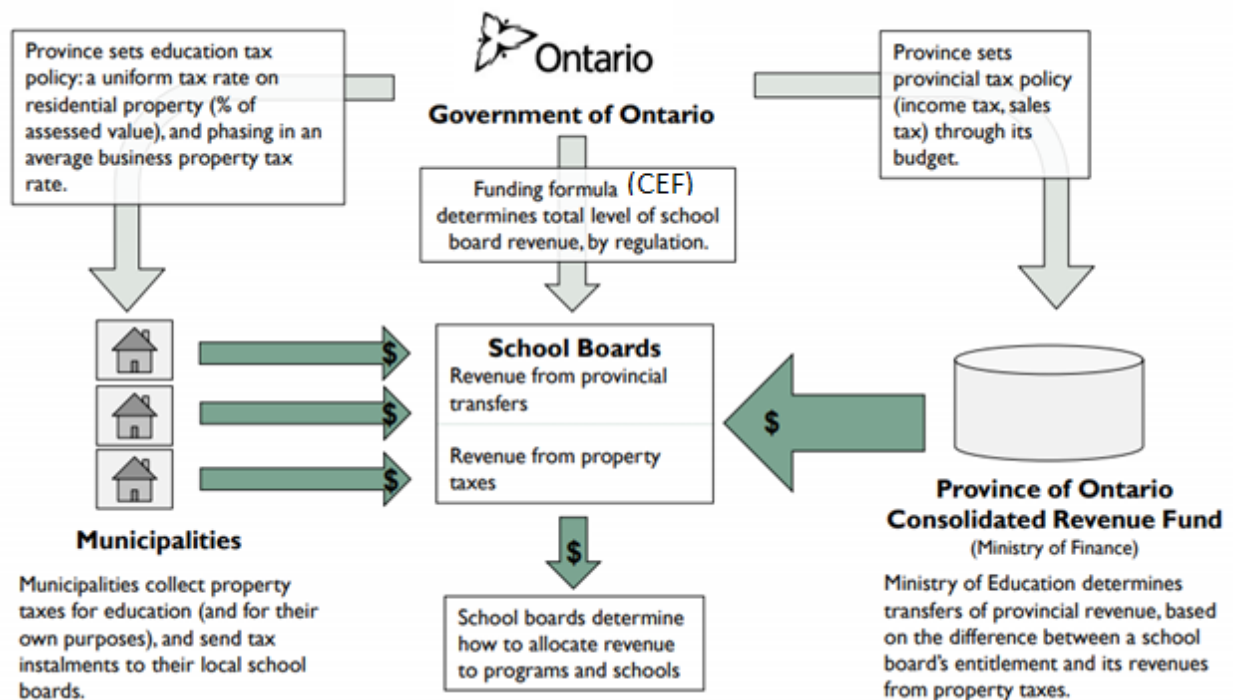 Province sets education tax
policy: a uniform tax rate on
residential property (% of
assessed value), and phasing in an
average business property tax
rate.
Ontario
Government of Ontario
Province sets
provincial tax policy
(income tax, sales
tax) through its
budget.
Funding formula (CEF)
determines total level of school
board revenue, by regulation.
$
$
$
School Boards
Revenue from provincial
transfers
Revenue from property
taxes
$
Municipalities
Municipalities collect property
taxes for education (and for their
own purposes), and send tax
instalments to their local school
boards.
$
School boards determine
how to allocate revenue
to programs and schools
Province of Ontario
Consolidated Revenue Fund
(Ministry of Finance)
Ministry of Education determines
transfers of provincial revenue, based
on the difference between a school
board's entitlement and its revenues
from property taxes.